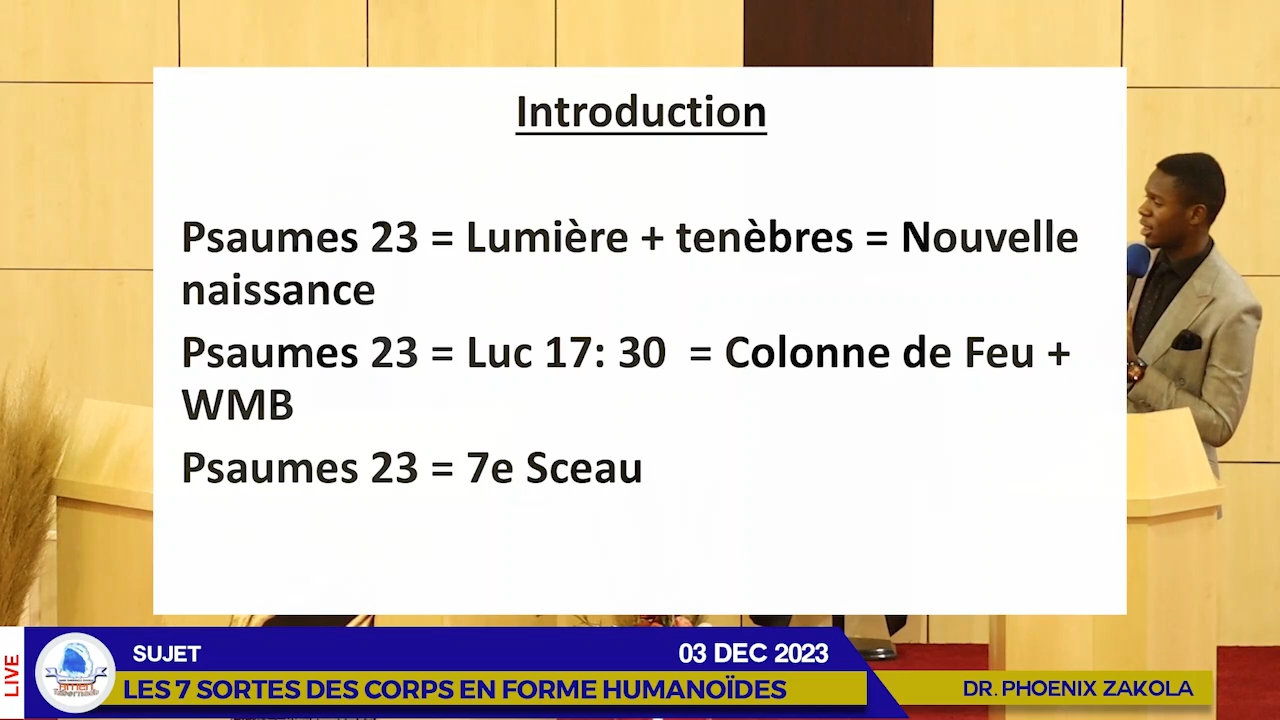 Introduction
Psaumes 23 = Lumière + tenèbres = Nouvelle
naissance
Psaumes 23 = Luc 17: 30 = Colonne de Feu +
WMB
Psaumes 23 = 7e Sceau
LIVE
SUJET
03 DEC 2023
LES 7 SORTES DES CORPS EN FORME HUMANOÏDES
DR. PHOENIX ZAKOLA